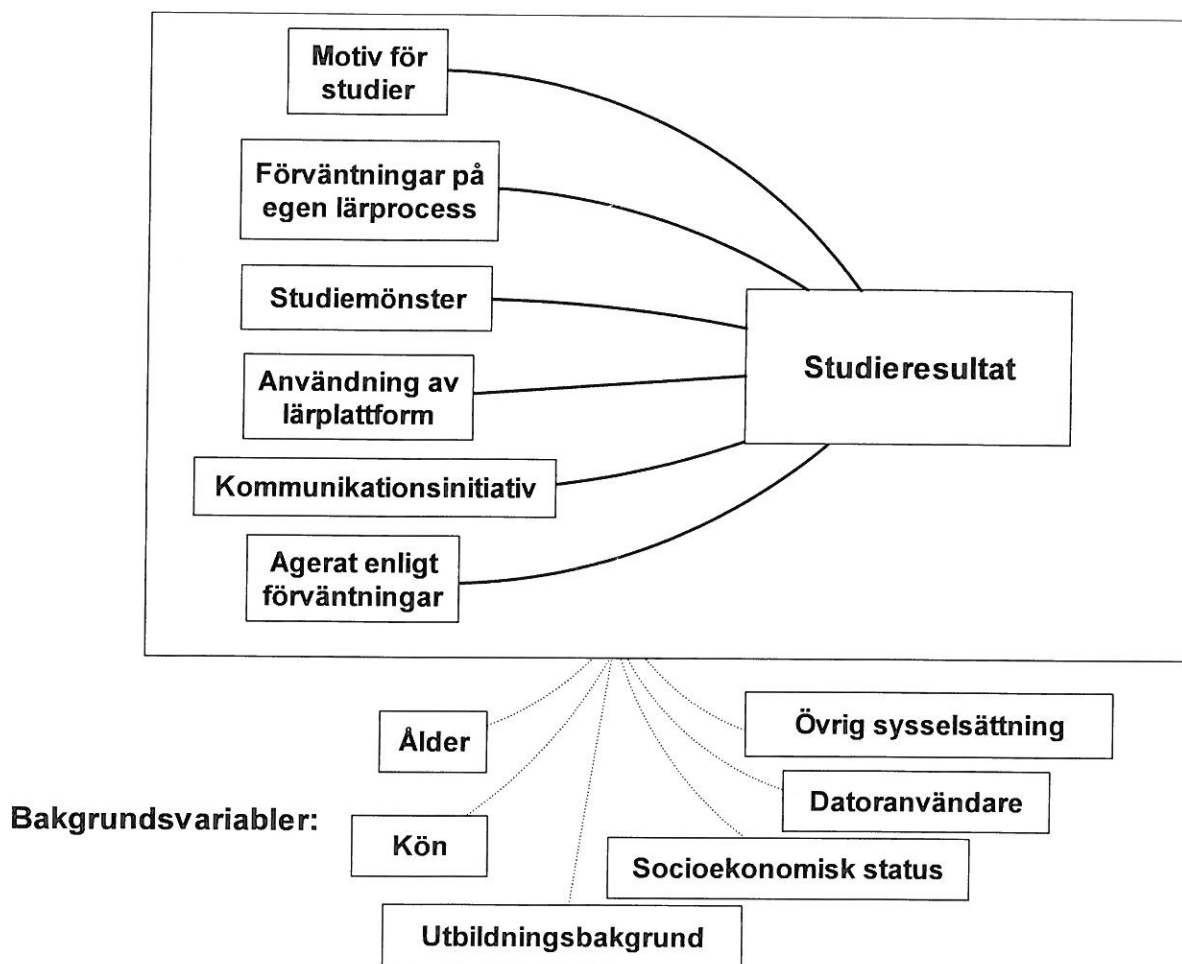 Motiv för
studier
Förväntningar på
egen lärprocess
Studiemönster
Användning av
lärplattform
Kommunikationsinitiativ
Agerat enligt
förväntningar
Studieresultat
Bakgrundsvariabler:
Ålder
Kön
Utbildningsbakgrund
Socioekonomisk status
Datoranvändare
Övrig sysselsättning